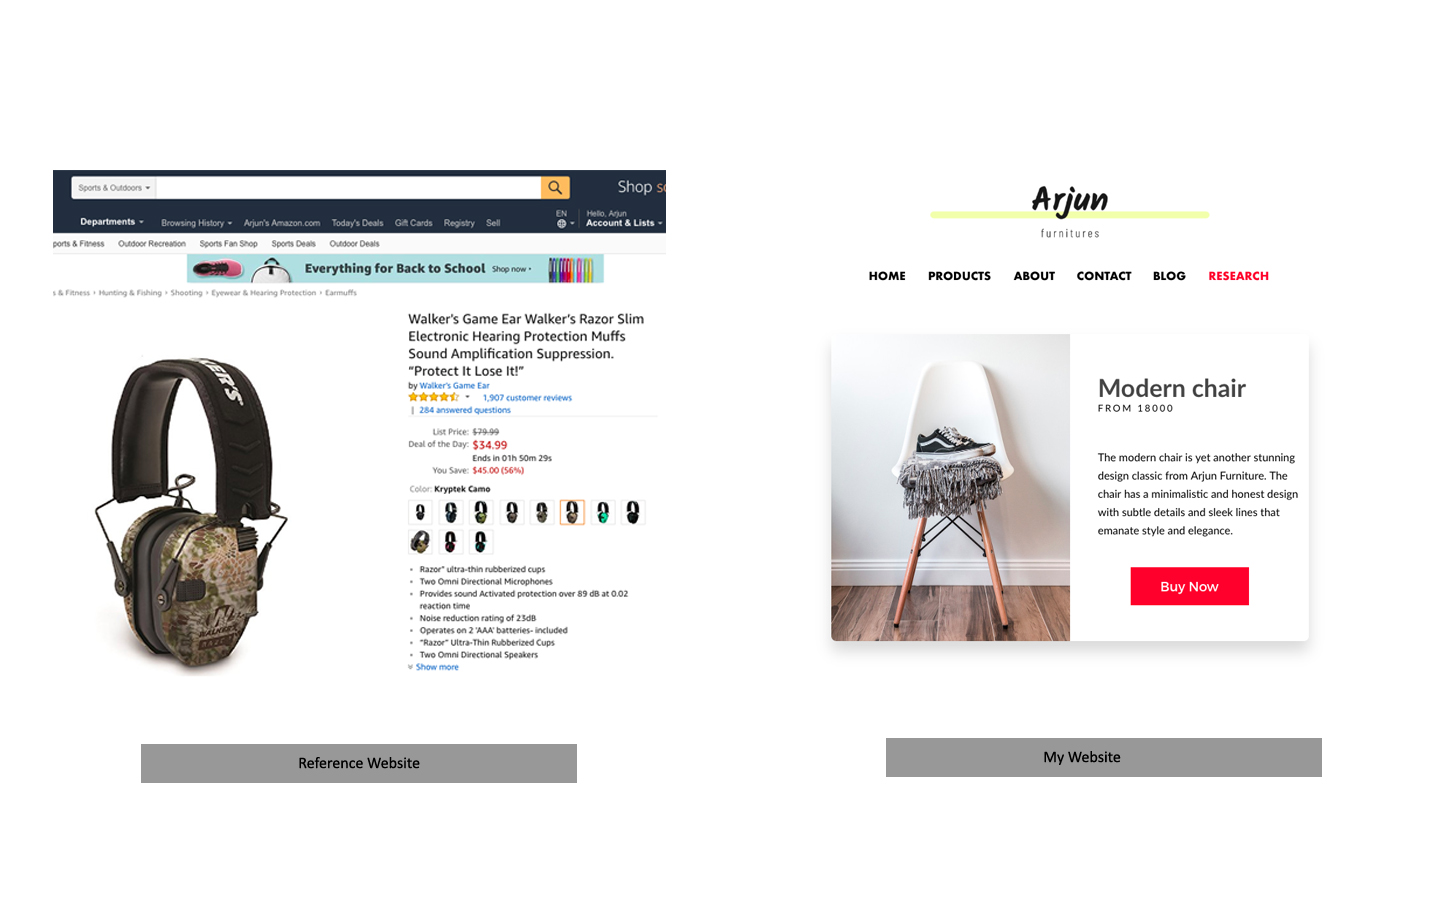 Sports & Outdoors
Shop so
Departments
Browsing History
Arjun's Amazon.com
Today's Deals
Gift Cards
Registry
Sell
EN
Hello, Arjun
Account & Lists
ports & Fitness
Outdoor Recreation
Sports Fan Shop
Sports Deals
Outdoor Deals
Everything for Back to School Shop now ›
s & Fitness › Hunting & Fishing › Shooting › Eyewear & Hearing Protection › Earmuffs
LKER'S
WALKER'S
Walker's Game Ear Walker's Razor Slim
Electronic Hearing Protection Muffs
Sound Amplification Suppression.
“Protect It Lose It!”
by Walker's Game Ear
1,907 customer reviews
| 284 answered questions
List Price: $79.99
Deal of the Day: $34.99
Ends in 01h 50m 29s
You Save: $45.00 (56%)
Color: Kryptek Camo
• Razor" ultra-thin rubberized cups
• Two Omni Directional Microphones
• Provides sound Activated protection over 89 dB at 0.02
reaction time
• Noise reduction rating of 23dB
• Operates on 2 'AAA' batteries- included
• "Razor" Ultra-Thin Rubberized Cups
• Two Omni Directional Speakers
Show more
Reference Website
Arjun
furnitures
HOME
PRODUCTS
ABOUT
CONTACT
BLOG
RESEARCH
Modern chair
FROM 18000
The modern chair is yet another stunning
design classic from Arjun Furniture. The
chair has a minimalistic and honest design
with subtle details and sleek lines that
emanate style and elegance.
Buy Now
My Website